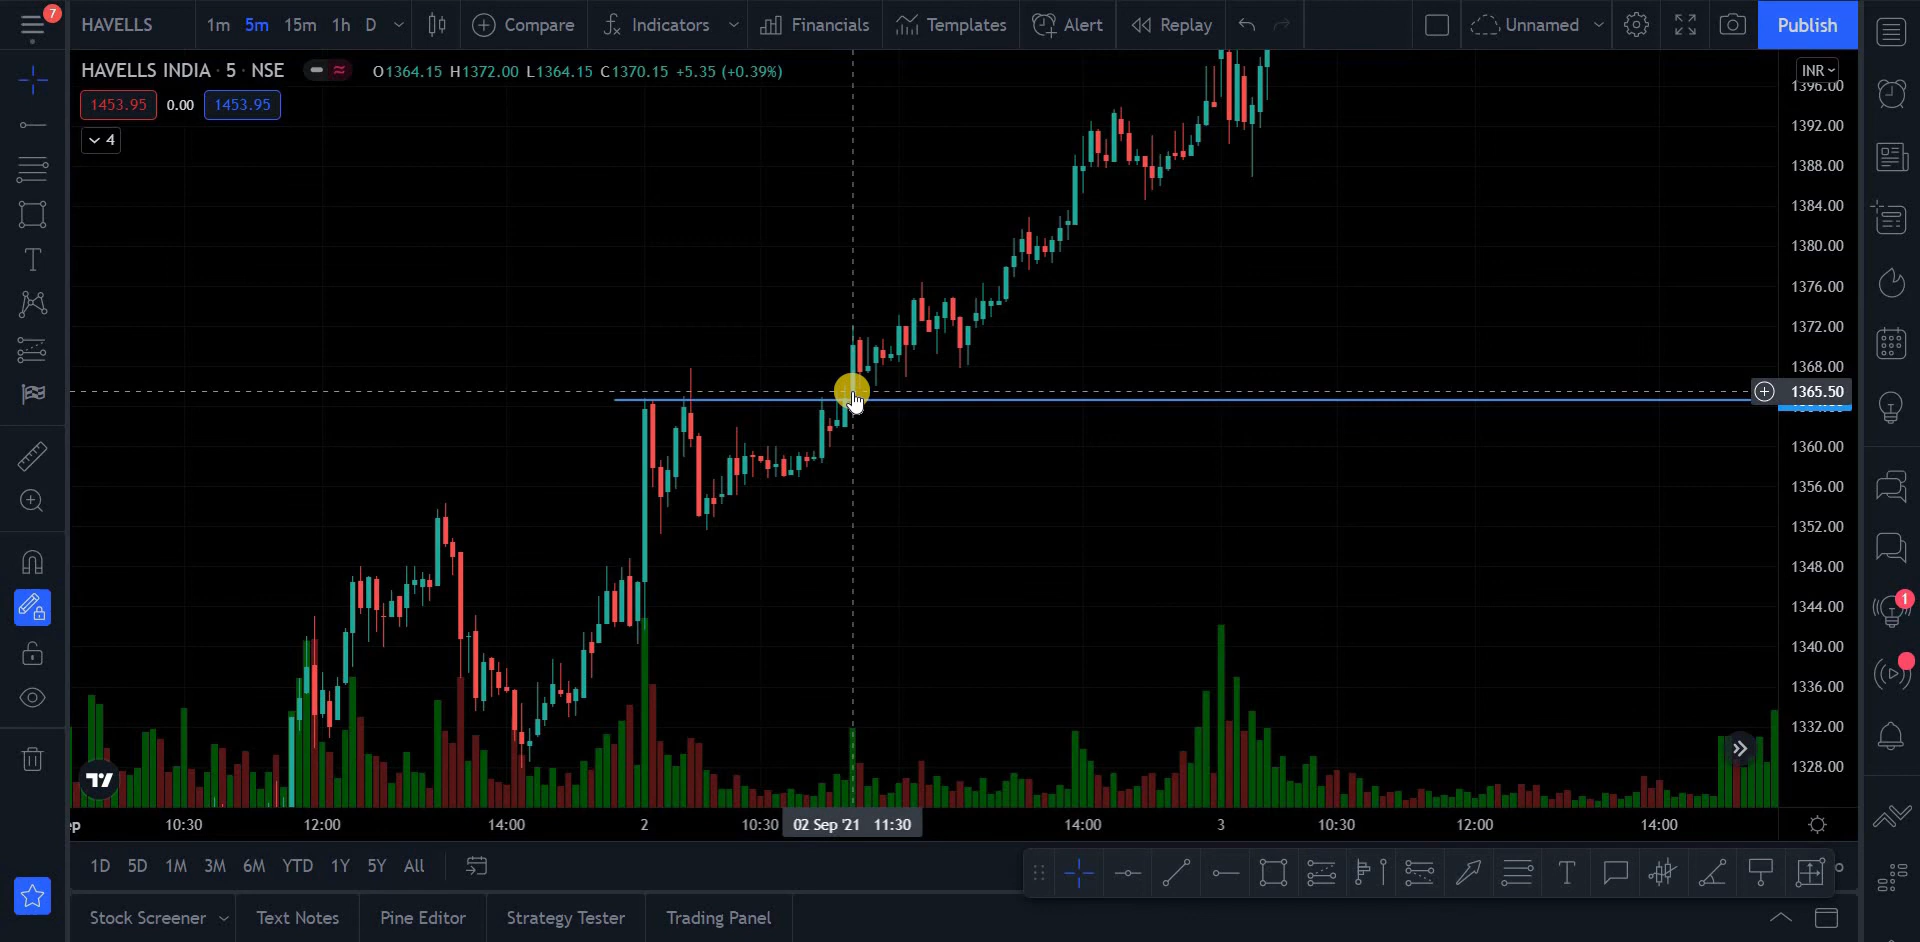 7
HAVELLS
1m 5m 15m 1h D
Compare
Indicators
Financials
Templates
Alert
Replay
Unnamed
Publish
HAVELLS INDIA · 5 · NSE
O1364.15 H1372.00 L1364.15 C1370.15 +5.35 (+0.39%)
INR
1453.95 0.00 1453.95
4
1396.00
1392.00
1388.00
1384.00
1380.00
1376.00
1372.00
1368.00
1365.50
1360.00
1356.00
1352.00
1348.00
1344.00
1340.00
1336.00
1332.00
1328.00
1
10:30 12:00 14:00 2 10:30 02 Sep '21 11:30 14:00 3 10:30 12:00 14:00
1D 5D 1M 3M 6M YTD 1Y 5Y All
Stock Screener Text Notes Pine Editor Strategy Tester Trading Panel